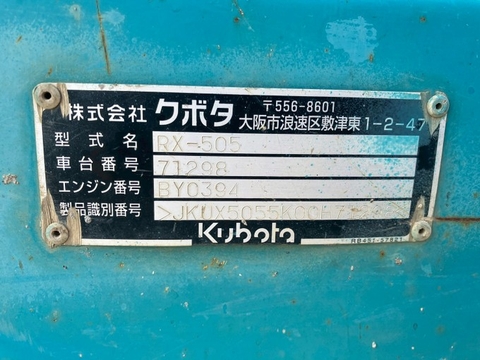 株式会社 クボタ 〒556-8601
大阪市浪速区敷津東1-2-47
型式名 RX-505
車台番号 71298
エンジン番号 BY0394
製品識別番号
Kubota